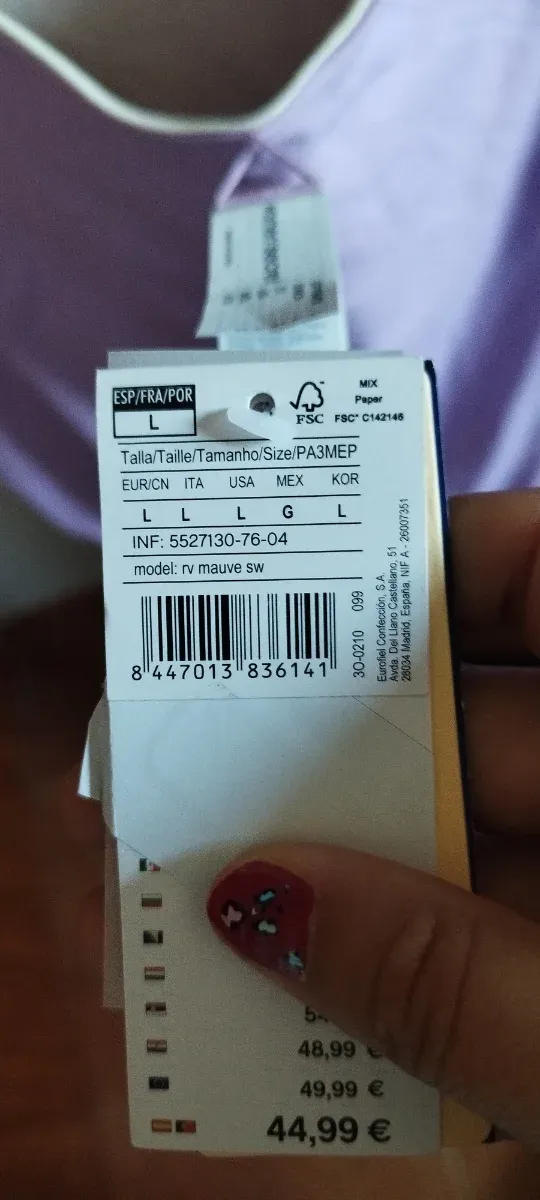 ESP/FRA/POR
L
FSC
MIX
Paper
FSC® C142146
Talla/Taille/Tamanho/Size/PA3MEP
EUR/CN ITA USA MEX KOR
L L L G L
INF: 5527130-76-04
model: rv mauve sw
8 447013 836141
3O-0210 099
Eurofiel Confección, S.A.
Avda. Del Llano Castellano, 51
28034 Madrid, España, NIF A - 26007351
48,99 €
49,99 €
44,99 €